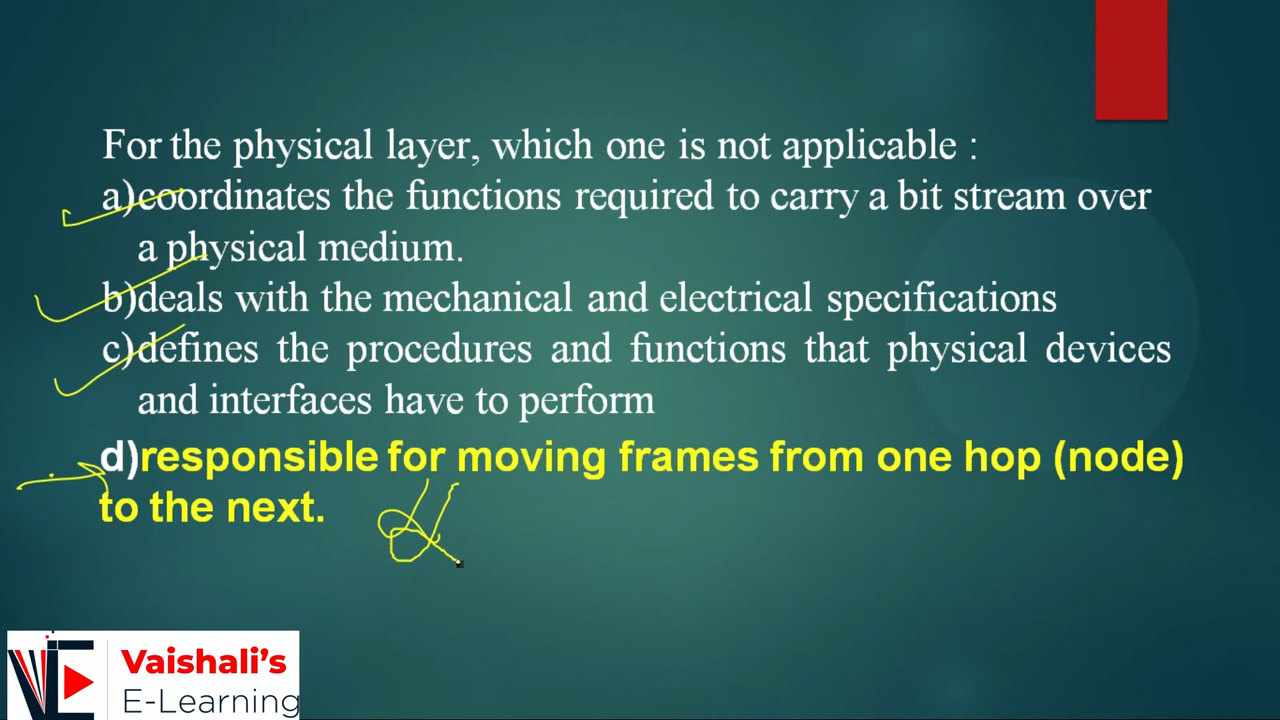 For the physical layer, which one is not applicable :
a)coordinates the functions required to carry a bit stream over
a physical medium.
b)deals with the mechanical and electrical specifications
c)defines the procedures and functions that physical devices
and interfaces have to perform
d)responsible for moving frames from one hop (node)
to the next.
Vaishali's
E-Learning